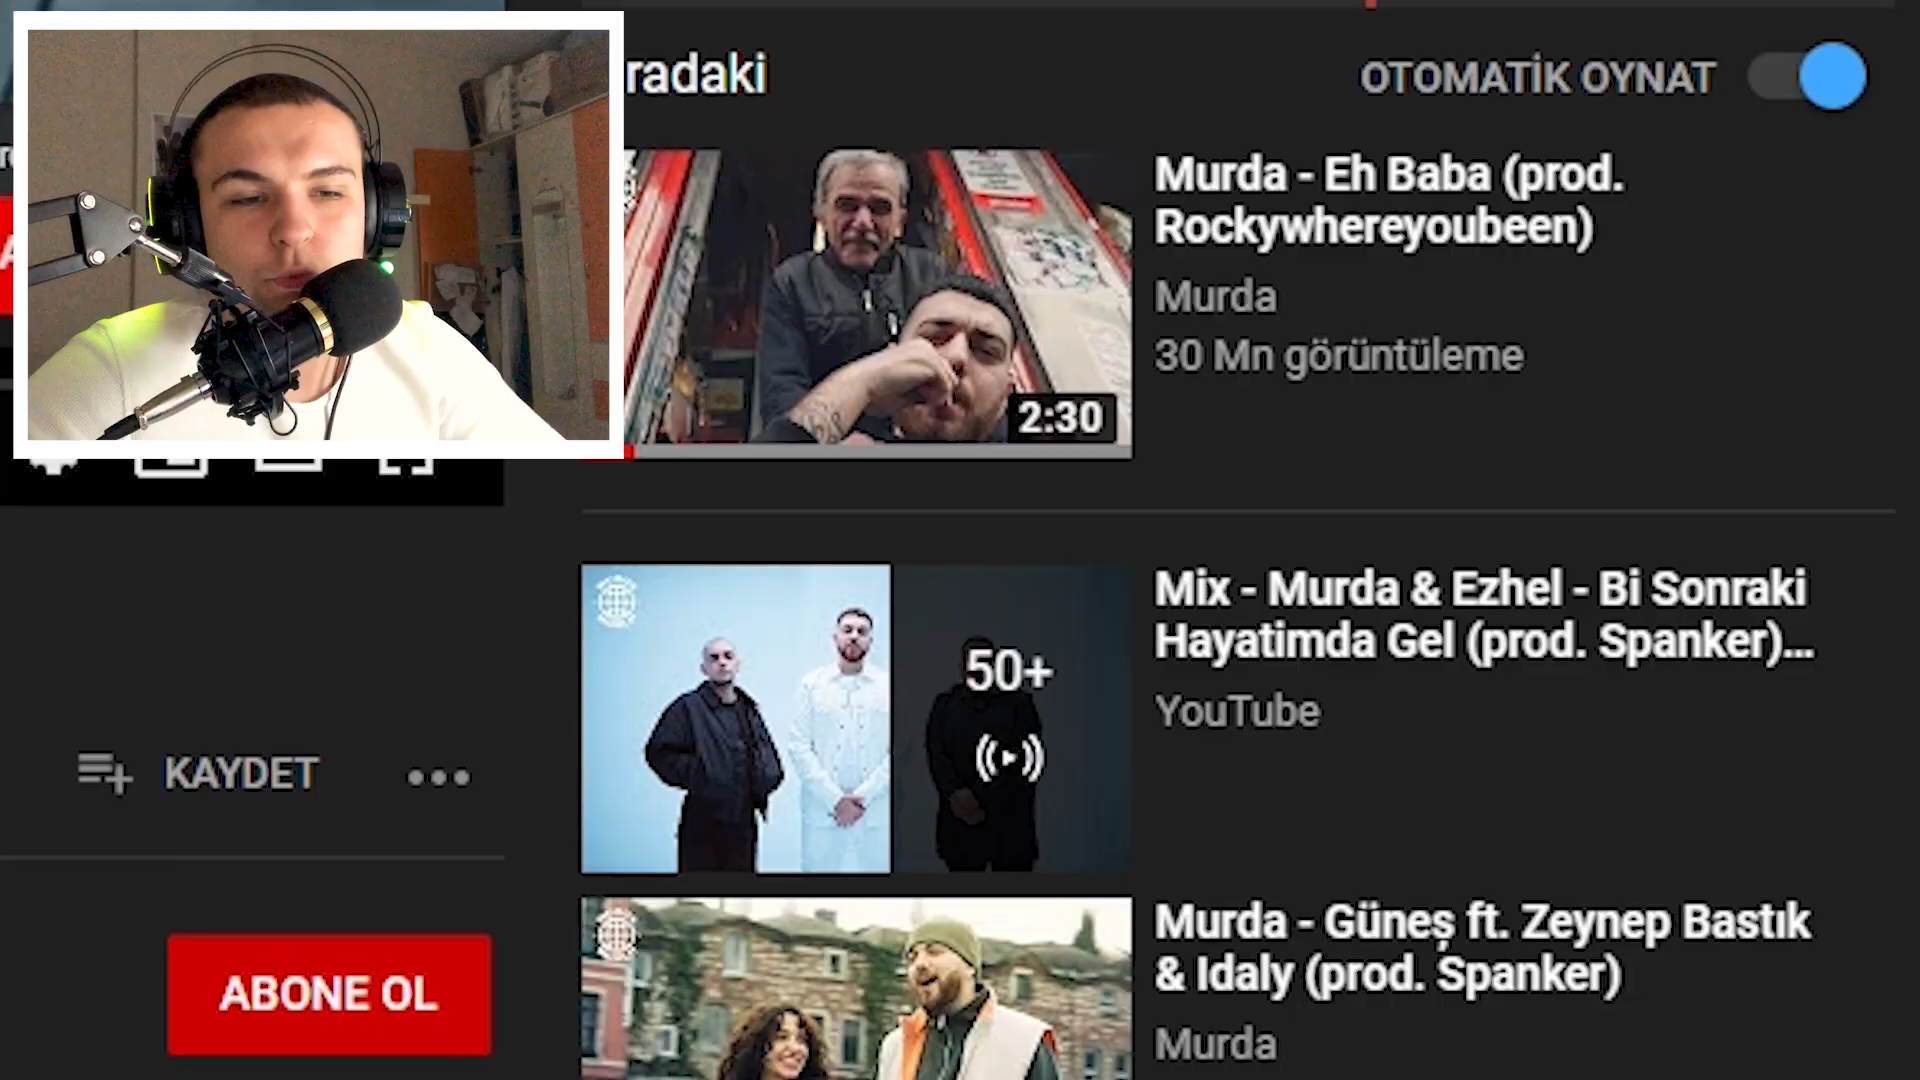 radaki
OTOMATİK OYNAT
Murda - Eh Baba (prod.
Rockywhereyoubeen)
Murda
30 Mn görüntüleme
2:30
Mix - Murda & Ezhel - Bi Sonraki
Hayatimda Gel (prod. Spanker)...
YouTube
50+
KAYDET
Murda - Güneş ft. Zeynep Bastık
& Idaly (prod. Spanker)
Murda
ABONE OL